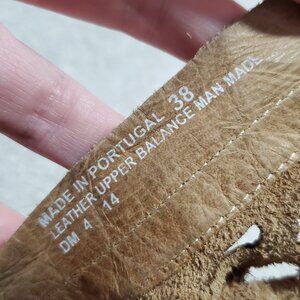 MADE IN PORTUGAL 38
LEATHER UPPER BALANCE MAN MADE
DM 4 14